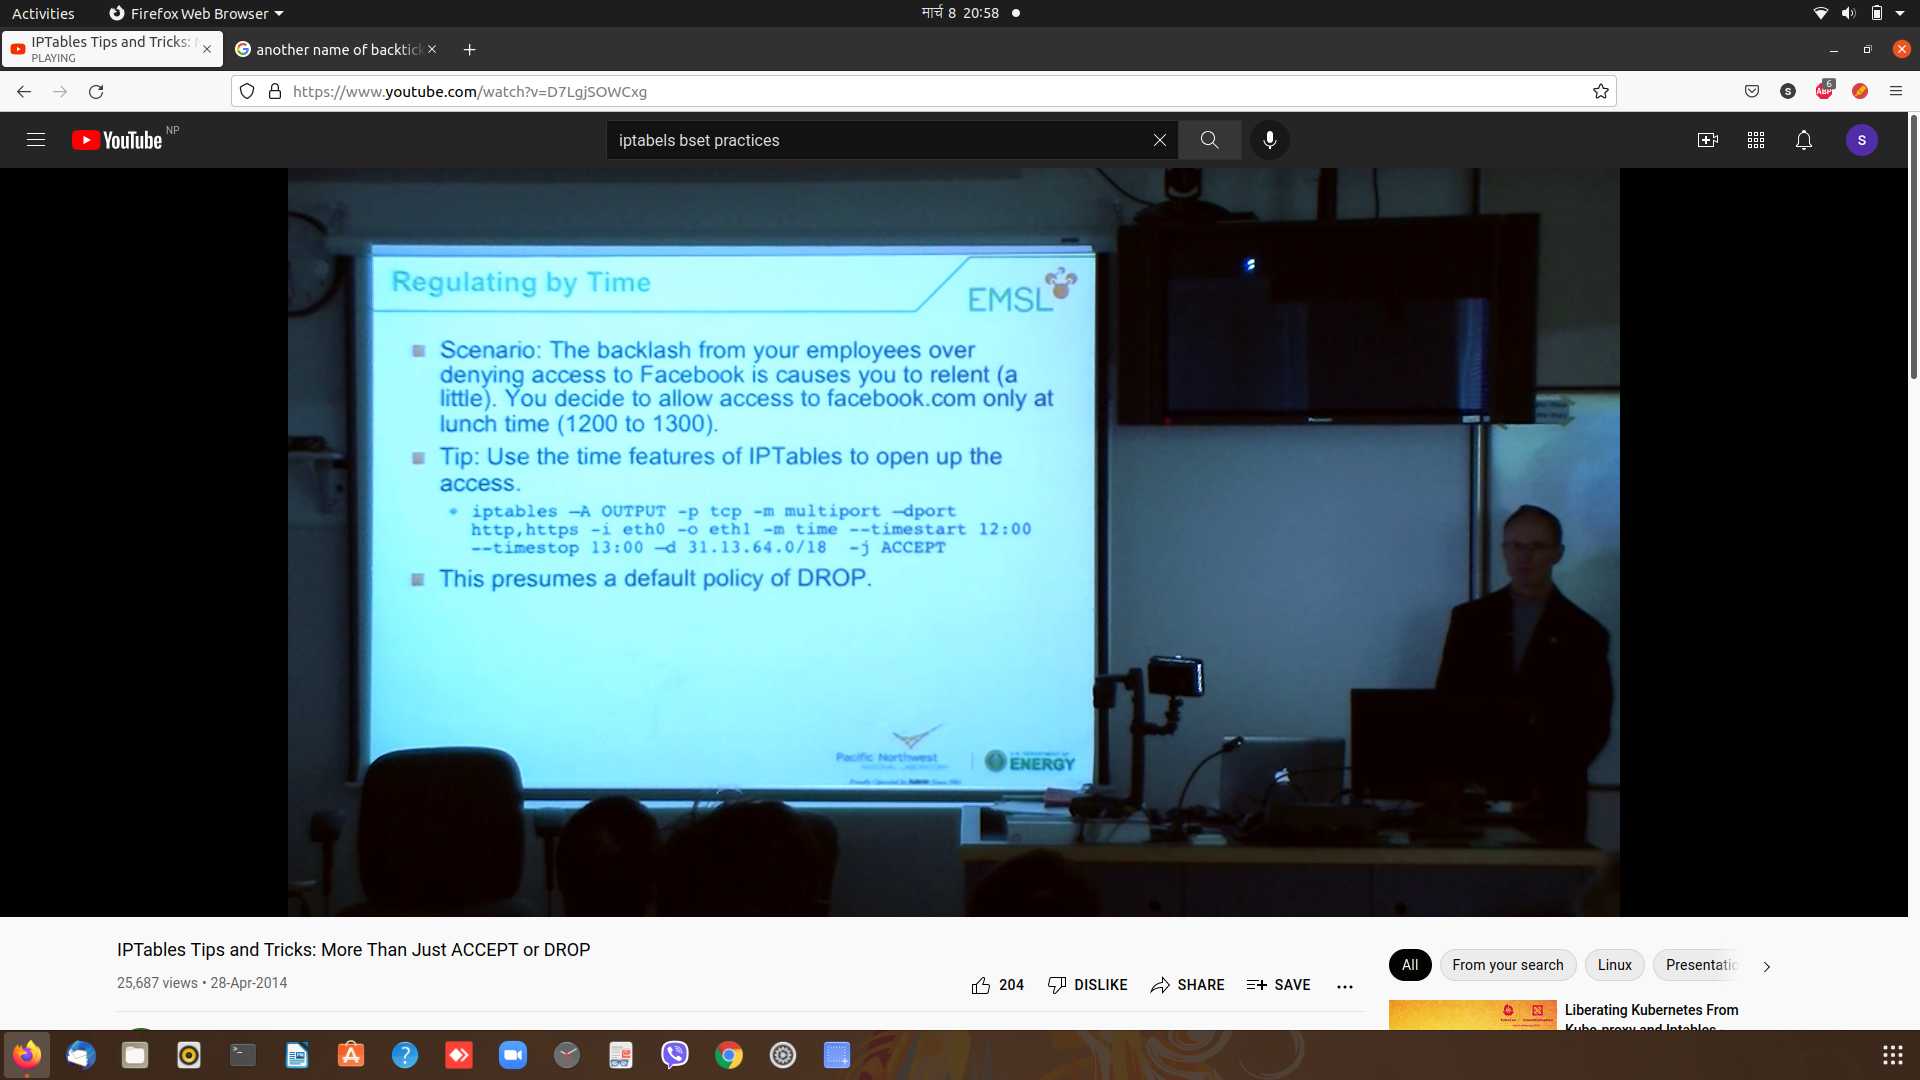 Activities
Firefox Web Browser
मार्च 8 20:58
IPTables Tips and Tricks:
PLAYING
another name of backtick
https://www.youtube.com/watch?v=D7LgjSOWCxg
S
ABP
6
YouTube
NP
iptabels bset practices
S
Regulating by Time
EMSL
Scenario: The backlash from your employees over
denying access to Facebook is causes you to relent (a
little). You decide to allow access to facebook.com only at
lunch time (1200 to 1300).
Tip: Use the time features of IPTables to open up the
access.
iptables –A OUTPUT -p tcp -m multiport –dport
http,https -i eth0 -o eth1 -m time --timestart 12:00
--timestop 13:00 –d 31.13.64.0/18 -j ACCEPT
This presumes a default policy of DROP.
Pacific Northwest
NATIONAL LABORATORY
U.S. DEPARTMENT OF
ENERGY
IPTables Tips and Tricks: More Than Just ACCEPT or DROP
25,687 views • 28-Apr-2014
204
DISLIKE
SHARE
SAVE
All
From your search
Linux
Presentatio
Liberating Kubernetes From
Kube-proxy and Iptables